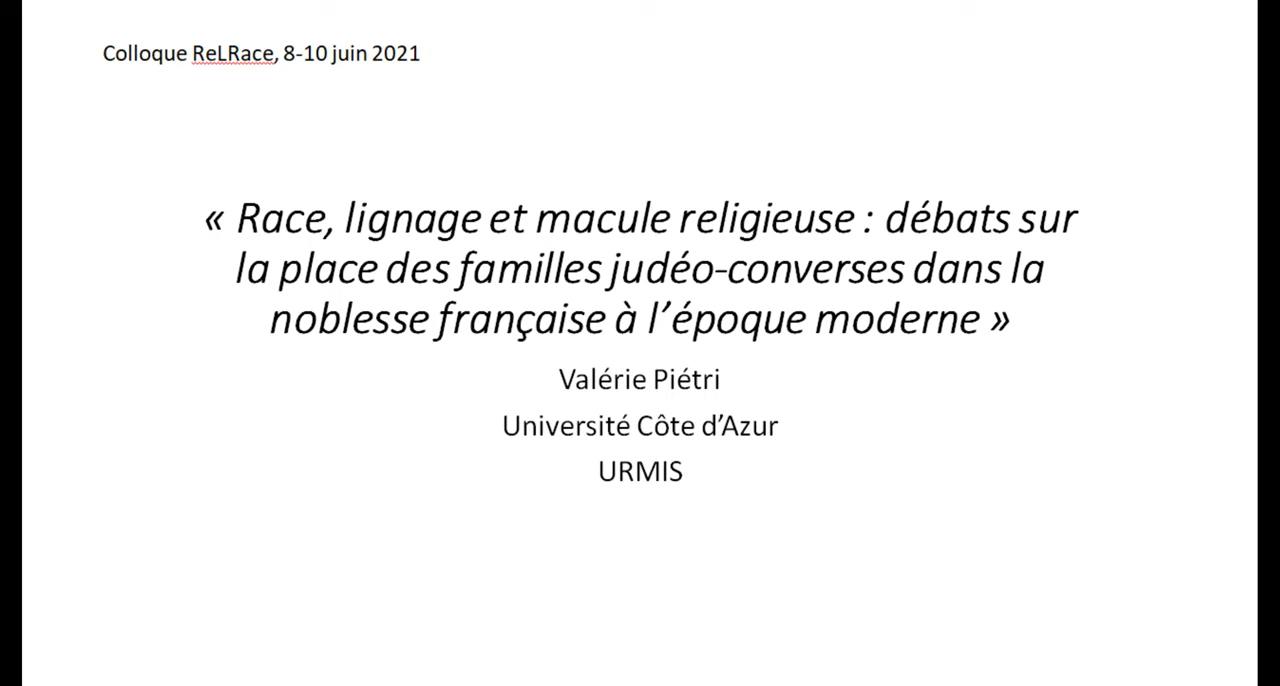 Colloque ReLRace, 8-10 juin 2021
« Race, lignage et macule religieuse : débats sur
la place des familles judéo-converses dans la
noblesse française à l’époque moderne »
Valérie Piétri
Université Côte d’Azur
URMIS